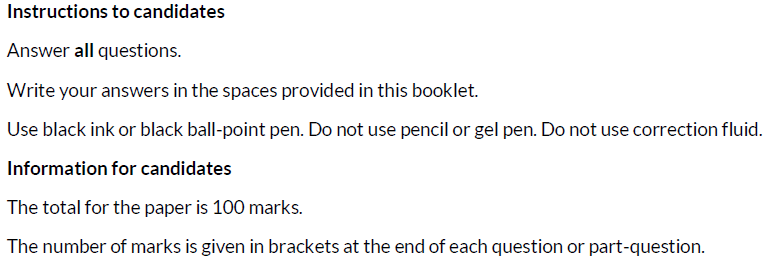 Instructions to candidates
Answer all questions.
Write your answers in the spaces provided in this booklet.
Use black ink or black ball-point pen. Do not use pencil or gel pen. Do not use correction fluid.
Information for candidates
The total for the paper is 100 marks.
The number of marks is given in brackets at the end of each question or part-question.